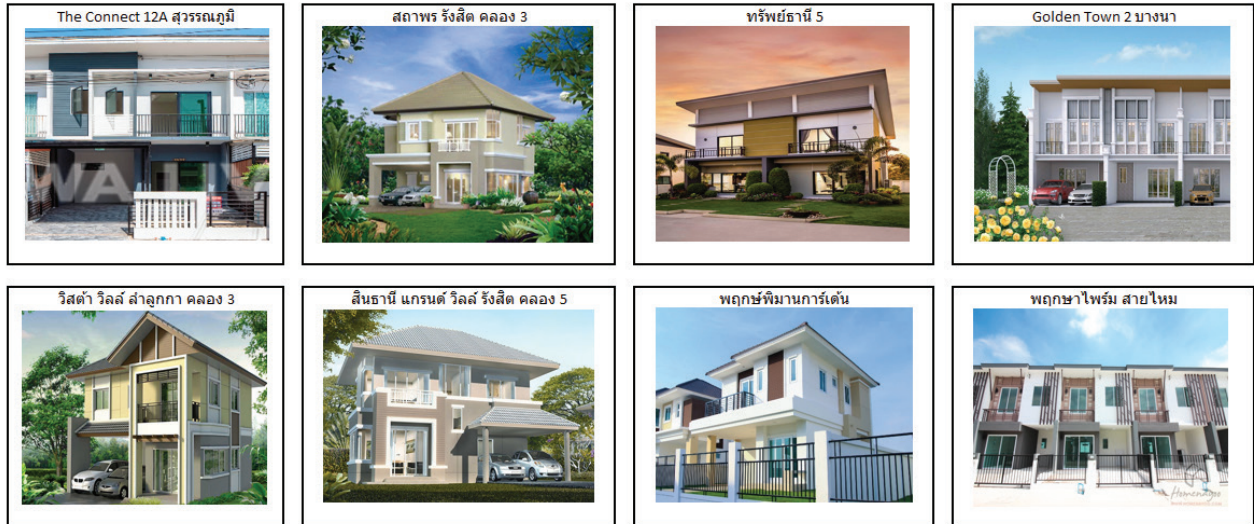 The Connect 12A สุวรรณภูมิ
สถาพร รังสิต คลอง 3
ทรัพย์ธานี 5
Golden Town 2 บางนา
วิสต้า วิลล์ ลำลูกกา คลอง 3
สินธานี แกรนด์ วิลล์ รังสิต คลอง 5
พฤกษ์พิมานการ์เด้น
พฤกษาไพร์ม สายไหม
Homenayoo